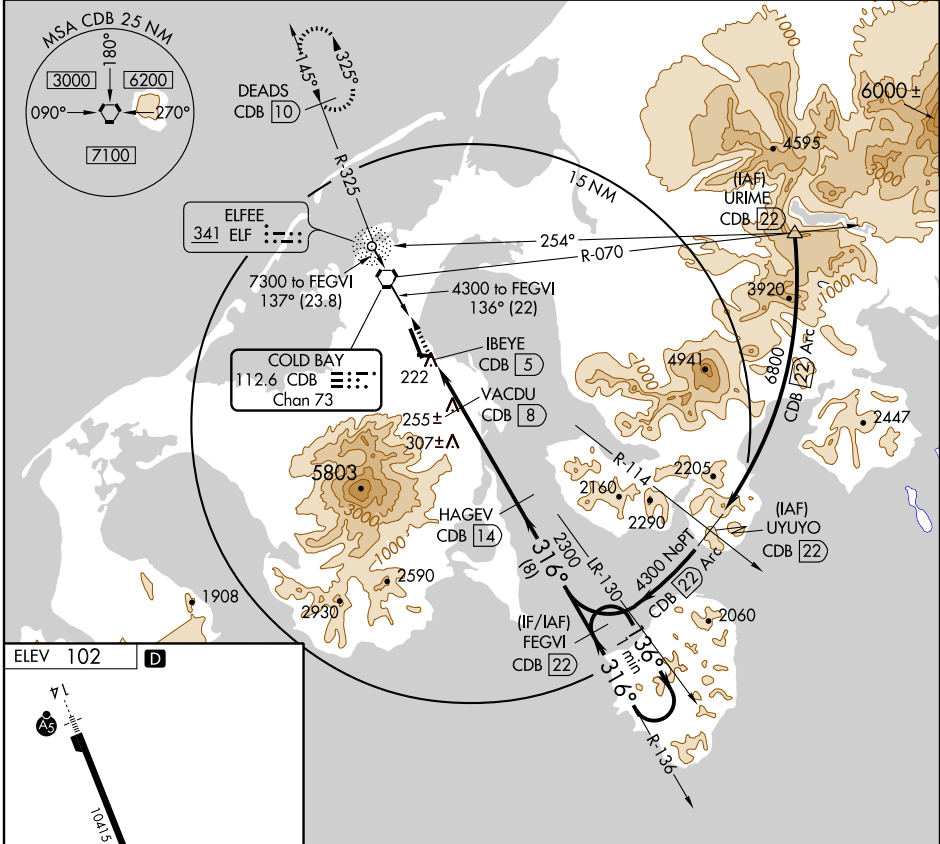 MSA CDB 25 NM
180°
3000
6200
090°
270°
7100
145°
325°
DEADS
CDB 10
R-325
1000
6000 ±
4595
15 NM
(IAF)
URIME
CDB 22
ELFEE
341 ELF
254°
R-070
7300 to FEGVI
137° (23.8)
4300 to FEGVI
136° (22)
3920
1000
COLD BAY
112.6 CDB
Chan 73
IBEYE
CDB 5
222
4941
6800
CDB 22 Arc
VACDU
CDB 8
255 ±
307 ±
2447
5803
R-114
2205
2160
2290
(IAF)
UYUYO
CDB 22
HAGEV
CDB 14
1000
1000
2300
(8)
316°
LR-130
4300 NoPT
CDB 22 Arc
2590
2930
1908
(IF/IAF)
FEGVI
CDB 22
2060
1 min
136°
316°
R-136
ELEV 102
D
14
A5
10415